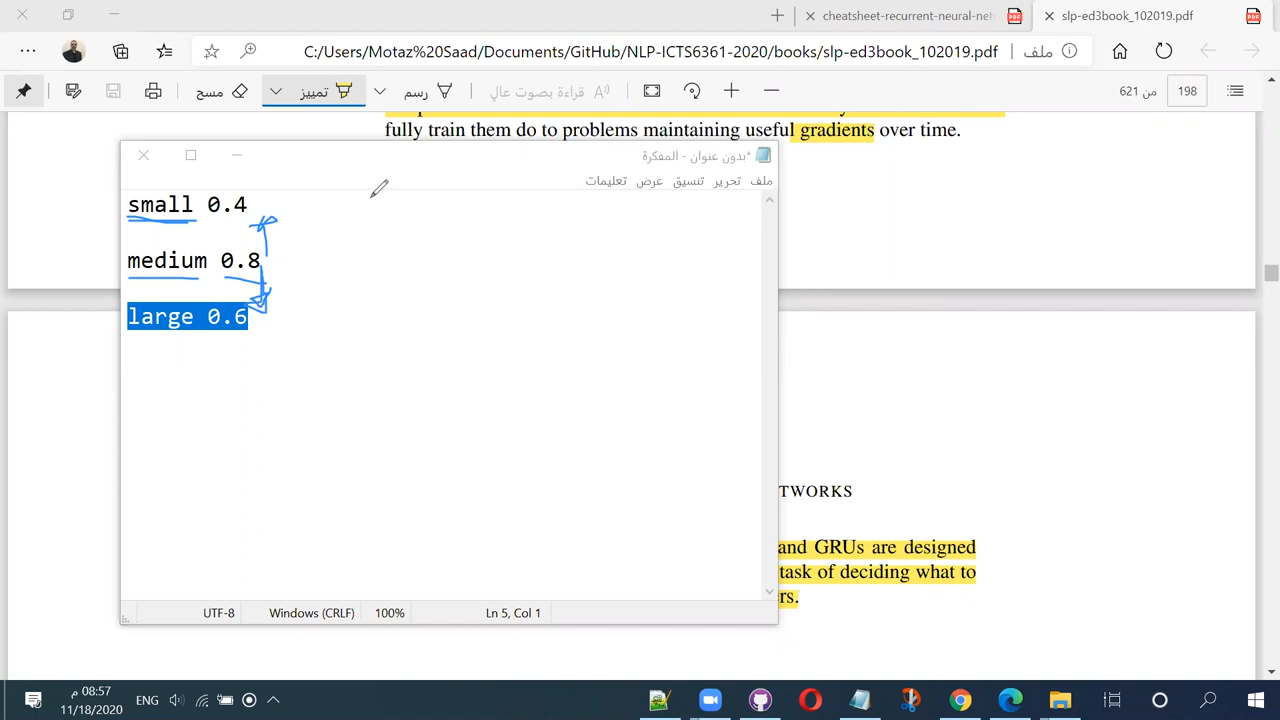 cheatsheet-recurrent-neural-net
slp-ed3book_102019.pdf
ملف
C:/Users/Motaz%20Saad/Documents/GitHub/NLP-ICTS6361-2020/books/slp-ed3book_102019.pdf
مسح
تمييز
رسم
قراءة بصوت عالٍ
198
من 621
fully train them do to problems maintaining useful gradients over time.
*بدون عنوان - المفكرة
ملف تحرير تنسيق عرض تعليمات
small 0.4
medium 0.8
large 0.6
TWORKS
and GRUs are designed
task of deciding what to
rs.
UTF-8
Windows (CRLF)
100%
Ln 5, Col 1
08:57 م
11/18/2020
ENG